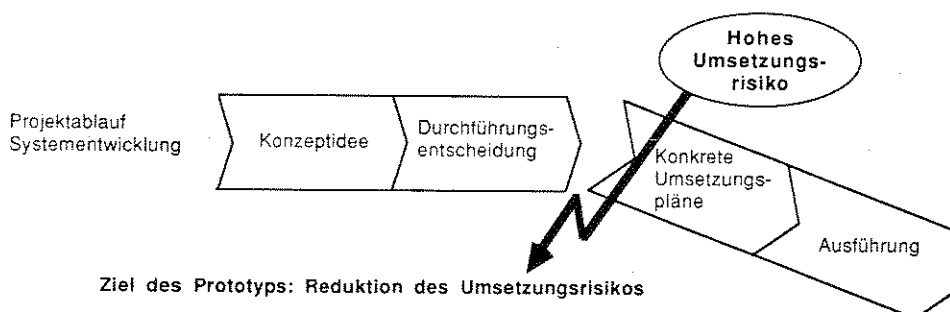 Hohes
Umsetzungs-
risiko
Projektablauf
Systementwicklung
Konzeptidee
Durchführungs-
entscheidung
Konkrete
Umsetzungs-
pläne
Ausführung
Ziel des Prototyps: Reduktion des Umsetzungsrisikos